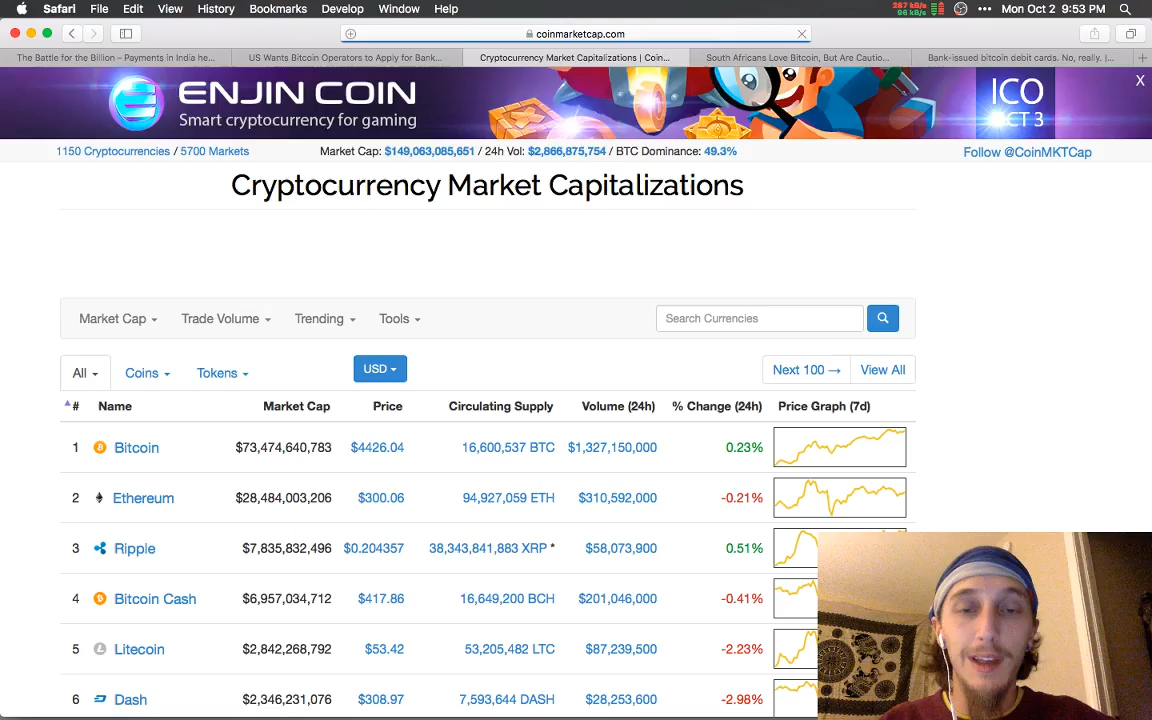 Safari File Edit View History Bookmarks Develop Window Help
267 kB/s
96 kB/s
Mon Oct 2 9:53 PM
coinmarketcap.com
The Battle for the Billion – Payments in India he...
US Wants Bitcoin Operators to Apply for Bank...
Cryptocurrency Market Capitalizations | Coin...
South Africans Love Bitcoin, But Are Cautio...
Bank-issued bitcoin debit cards. No, really. |...
ENJIN COIN
Smart cryptocurrency for gaming
ICO
CT 3
X
1150 Cryptocurrencies / 5700 Markets
Market Cap: $149,063,085,651 / 24h Vol: $2,866,875,754 / BTC Dominance: 49.3%
Follow @CoinMKTCap
Cryptocurrency Market Capitalizations
Market Cap Trade Volume Trending Tools
Search Currencies
All Coins Tokens USD Next 100 → View All
# Name Market Cap Price Circulating Supply Volume (24h) % Change (24h) Price Graph (7d)
1 Bitcoin $73,474,640,783 $4426.04 16,600,537 BTC $1,327,150,000 0.23%
2 Ethereum $28,484,003,206 $300.06 94,927,059 ETH $310,592,000 -0.21%
3 Ripple $7,835,832,496 $0.204357 38,343,841,883 XRP * $58,073,900 0.51%
4 Bitcoin Cash $6,957,034,712 $417.86 16,649,200 BCH $201,046,000 -0.41%
5 Litecoin $2,842,268,792 $53.42 53,205,482 LTC $87,239,500 -2.23%
6 Dash $2,346,231,076 $308.97 7,593,644 DASH $28,253,600 -2.98%